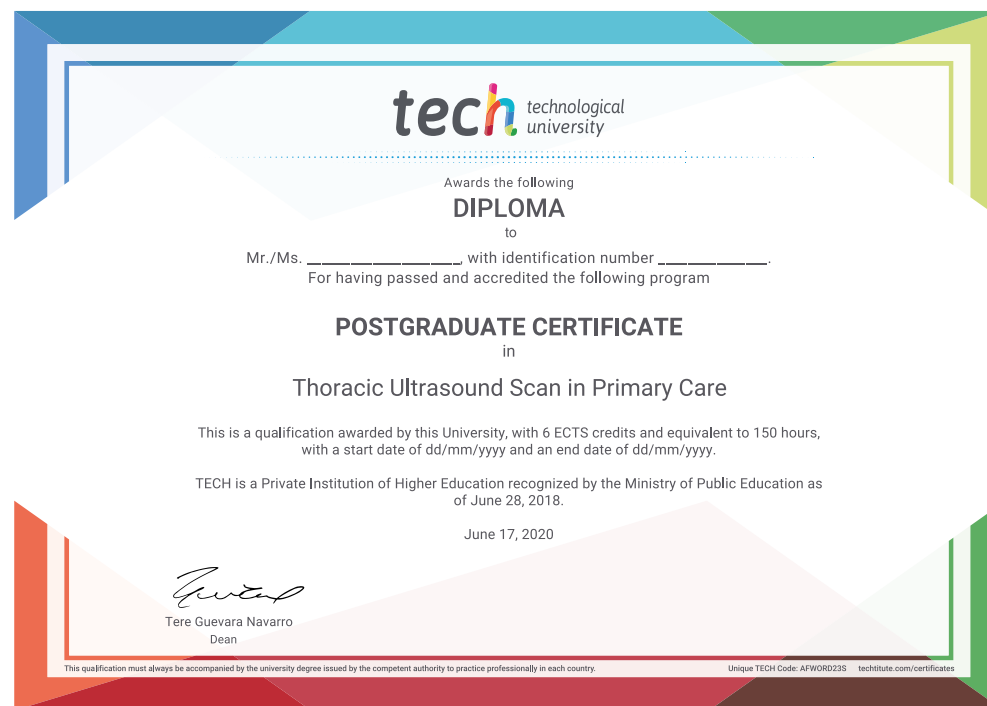 tech technological
university
Awards the following
DIPLOMA
to
Mr./Ms. ____________________, with identification number ______________.
For having passed and accredited the following program
POSTGRADUATE CERTIFICATE
in
Thoracic Ultrasound Scan in Primary Care
This is a qualification awarded by this University, with 6 ECTS credits and equivalent to 150 hours,
with a start date of dd/mm/yyyy and an end date of dd/mm/yyyy.
TECH is a Private Institution of Higher Education recognized by the Ministry of Public Education as
of June 28, 2018.
June 17, 2020
Tere Guevara Navarro
Dean
This qualification must always be accompanied by the university degree issued by the competent authority to practice professionally in each country.
Unique TECH Code: AFWORD23S techtitute.com/certificates